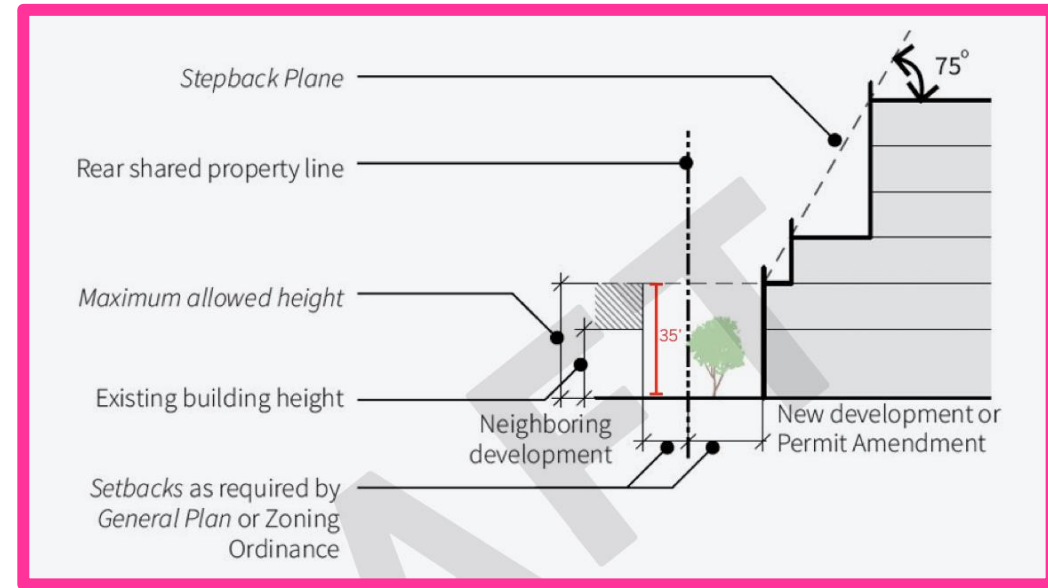 Stepback Plane
75°
Rear shared property line
Maximum allowed height
35'
Existing building height
Neighboring
development
New development or
Permit Amendment
Setbacks as required by
General Plan or Zoning
Ordinance
AFT